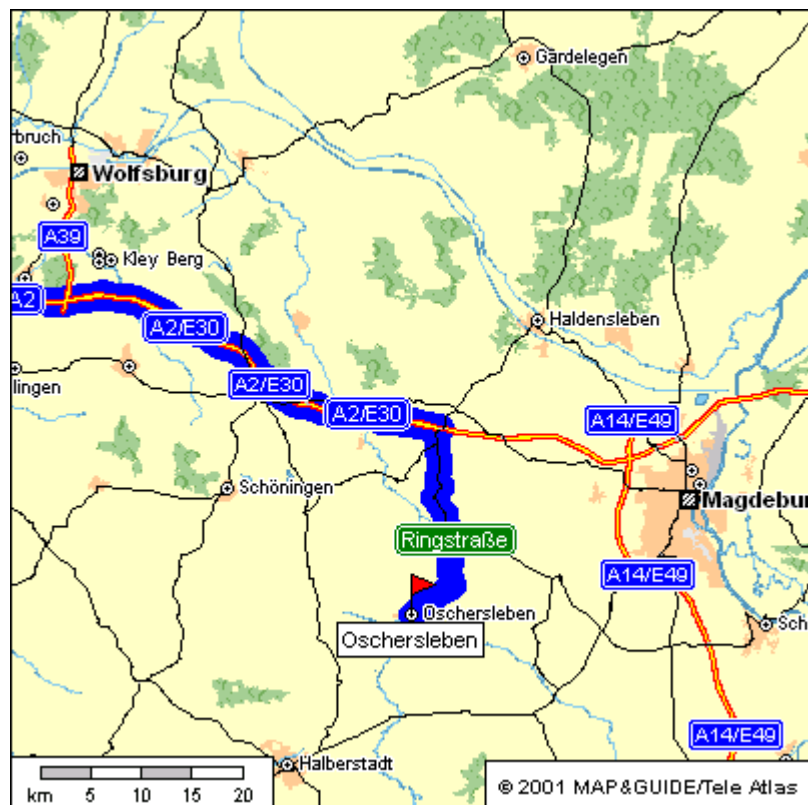 Gardelegen
rbruch
Wolfsburg
A39
Kley Berg
A2
A2/E30
Haldensleben
lingen
A2/E30
A2/E30
A14/E49
Schöningen
Magdebur
Ringstraße
A14/E49
Oschersleben
Sch
Oschersleben
A14/E49
Halberstadt
km 5 10 15 20
© 2001 MAP&GUIDE/Tele Atlas